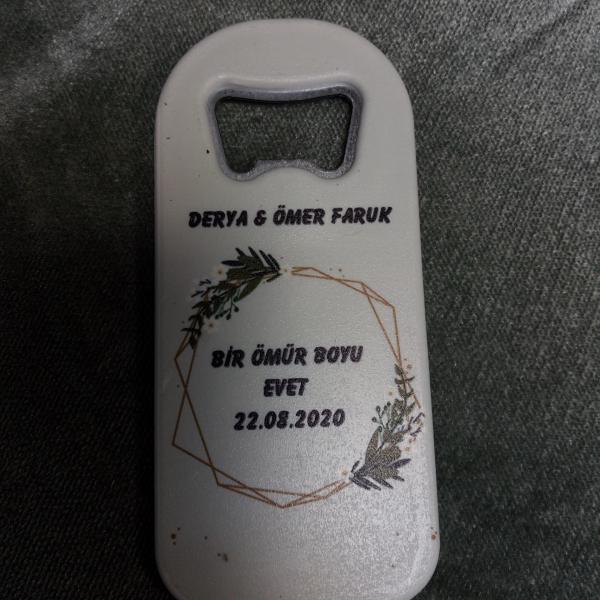 DERYA & ÖMER FARUK
BİR ÖMÜR BOYU
EVET
22.08.2020